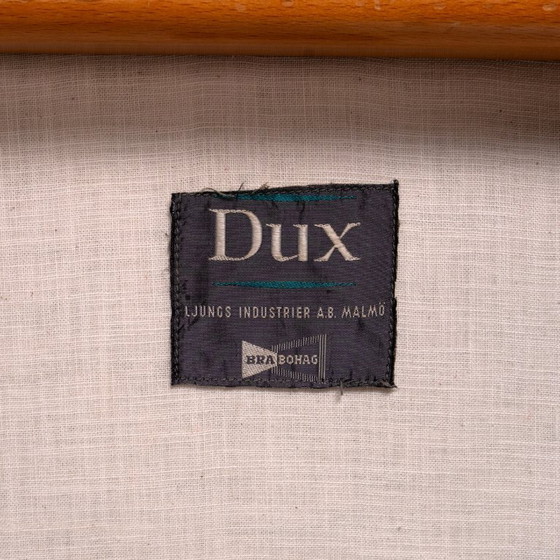 Dux
LJUNGS INDUSTRIER A.B. MALMÖ
BRA BOHAG